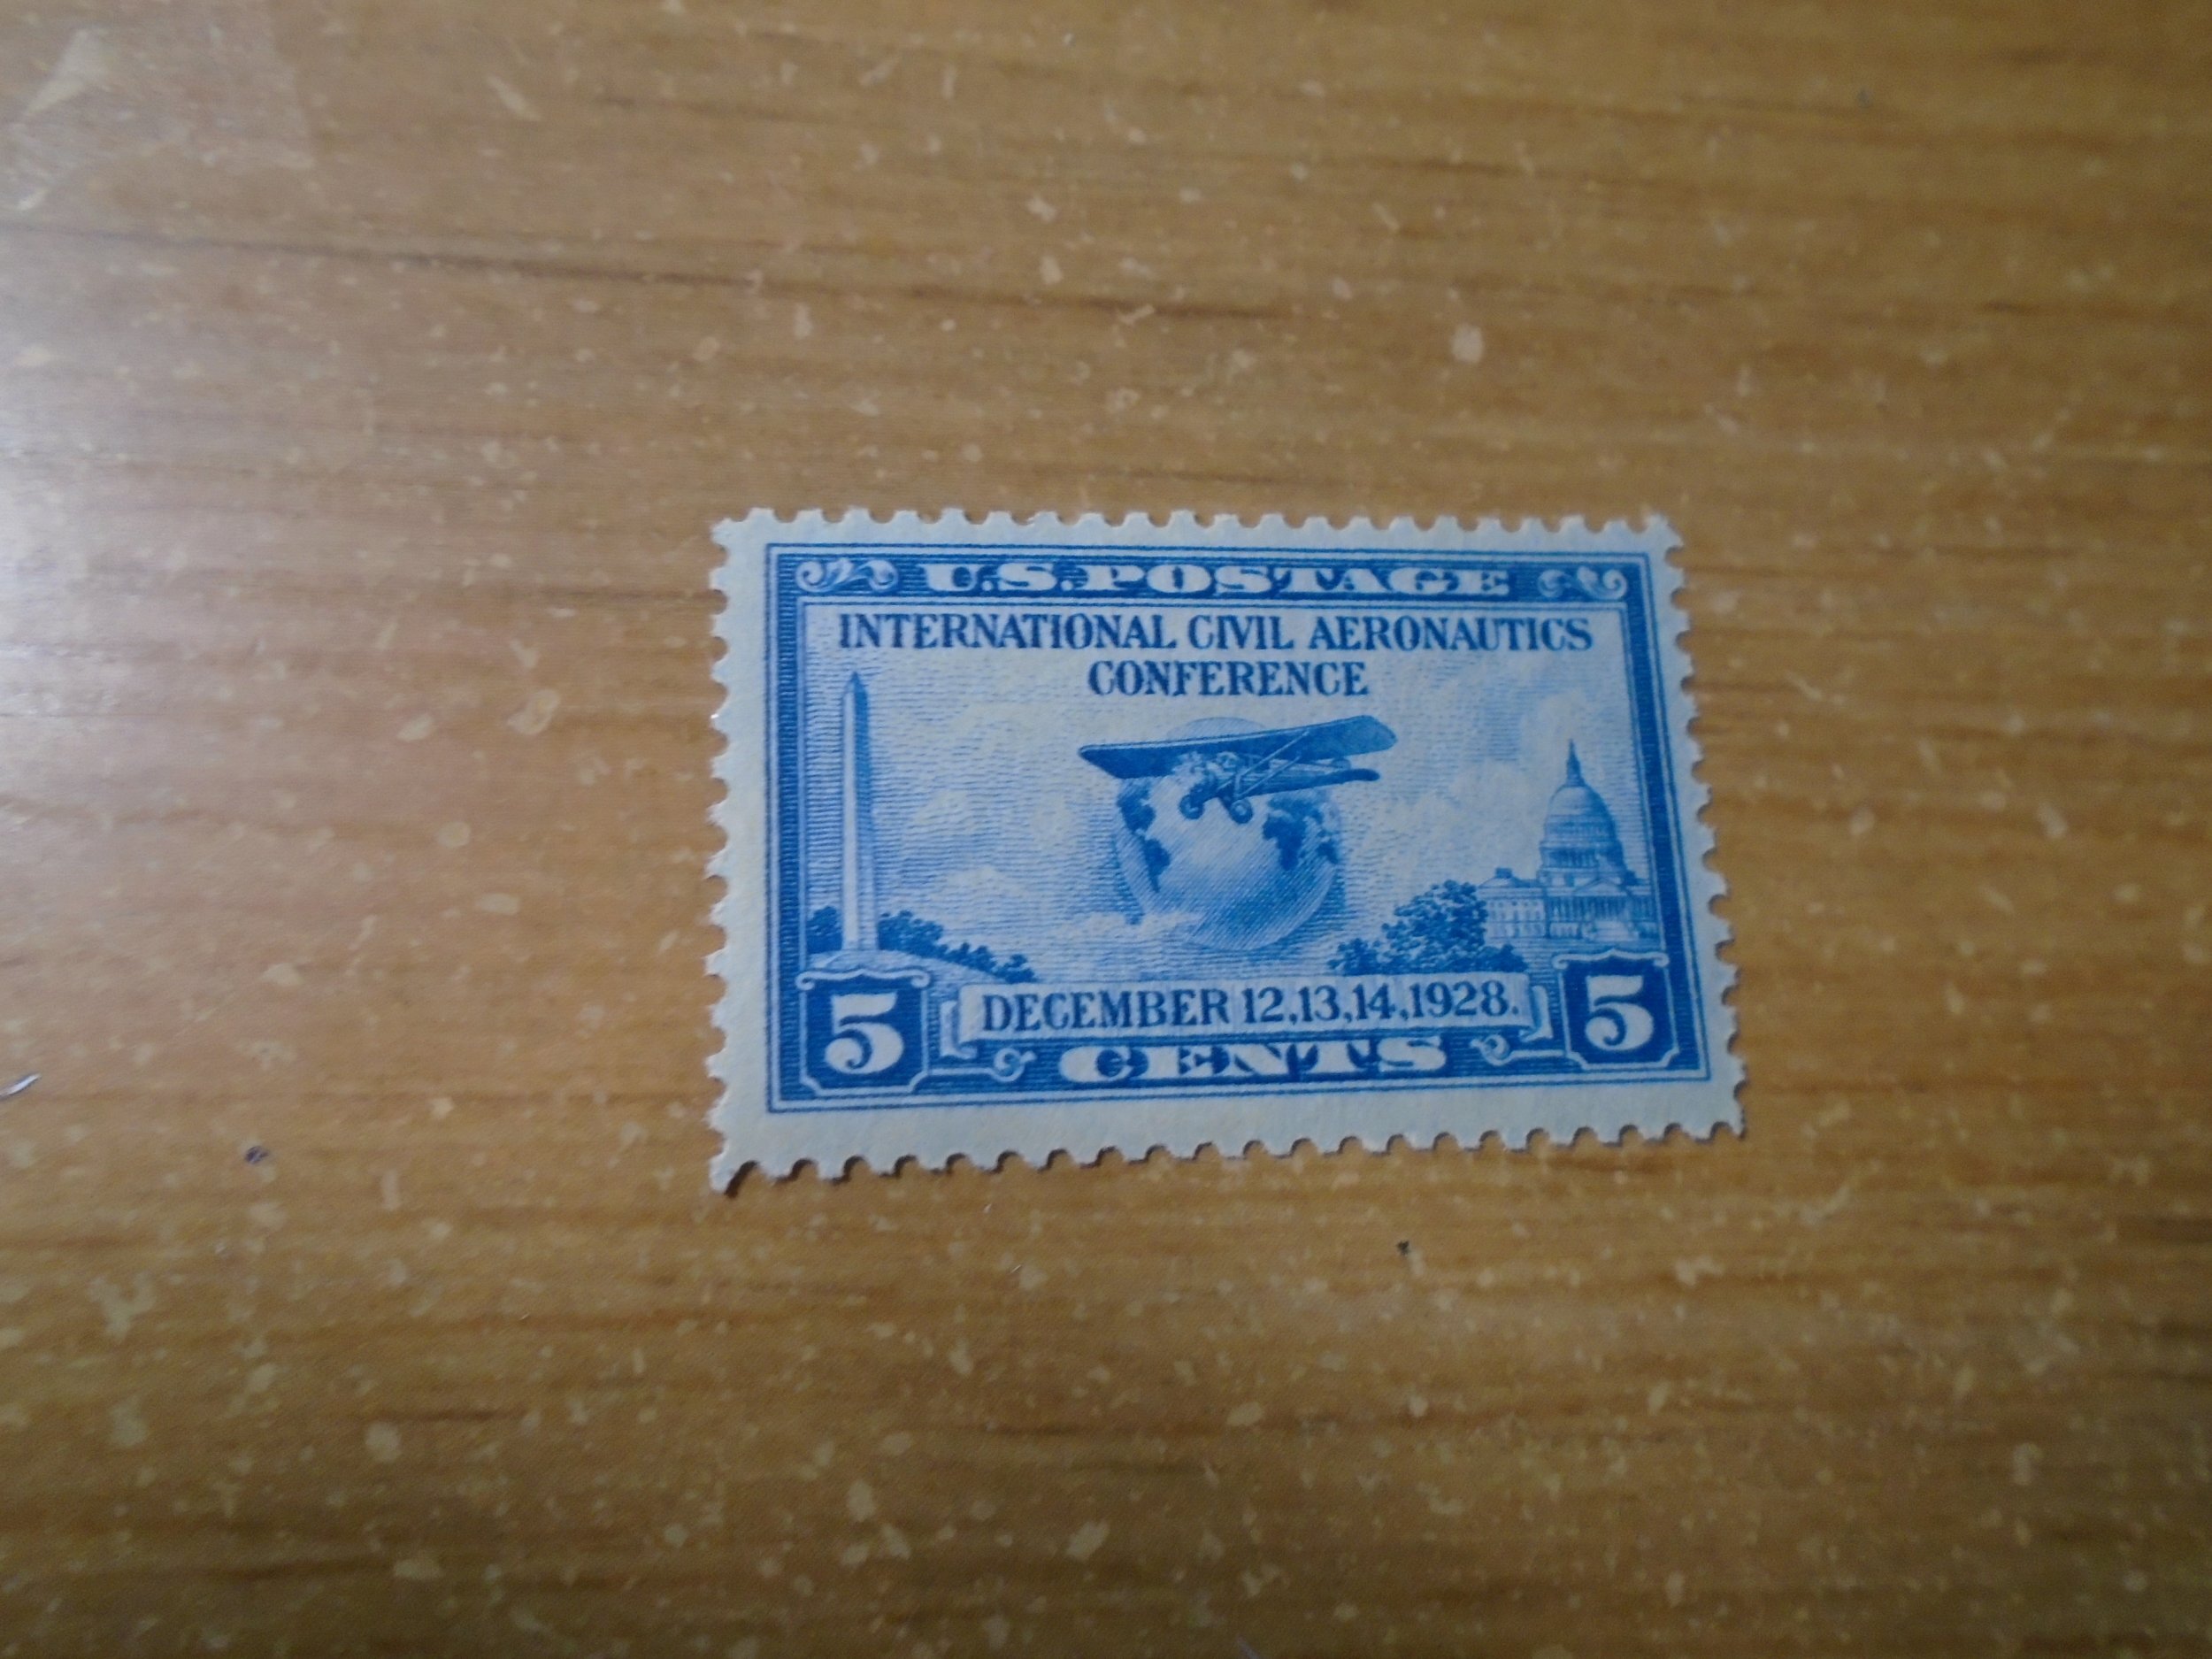 U.S. POSTAGE
INTERNATIONAL CIVIL AERONAUTICS
CONFERENCE
DECEMBER 12,13,14,1928.
5 CENTS 5